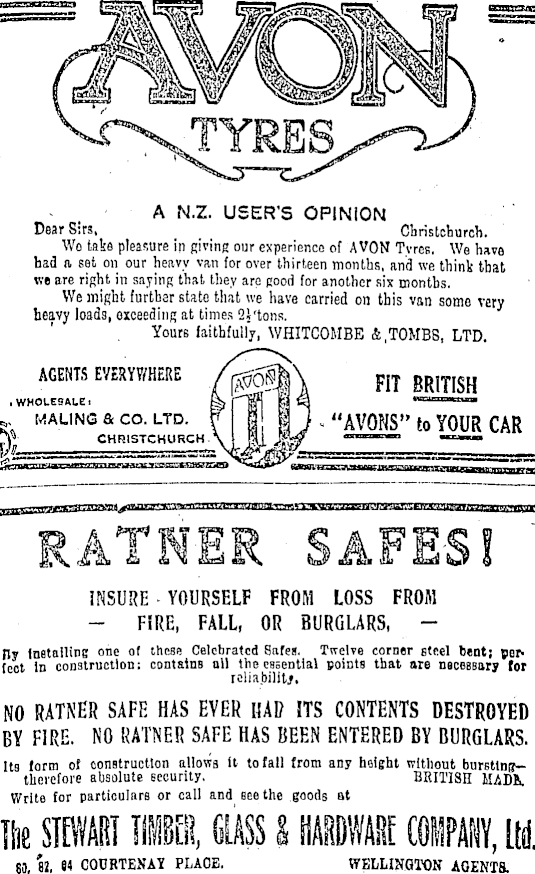 AVON
TYRES
A N.Z. USER'S OPINION
Dear Sirs, Christchurch.
We take pleasure in giving our experience of AVON Tyres. We have
had a set on our heavy van for over thirteen months, and we think that
we are right in saying that they are good for another six months.
We might further state that we have carried on this van some very
heavy loads, exceeding at times 2½ tons.
Yours faithfully, WHITCOMBE & TOMBS, LTD.
AGENTS EVERYWHERE
WHOLESALE:
MALING & CO. LTD.
CHRISTCHURCH
AVON
FIT BRITISH
"AVONS" to YOUR CAR
RATNER SAFES!
INSURE YOURSELF FROM LOSS FROM
— FIRE, FALL, OR BURGLARS, —
By installing one of these Celebrated Safes. Twelve corner steel bent; per-
fect in construction: contains all the essential points that are necessary for
reliability.
NO RATNER SAFE HAS EVER HAD ITS CONTENTS DESTROYED
BY FIRE. NO RATNER SAFE HAS BEEN ENTERED BY BURGLARS.
Its form of construction allows it to fall from any height without bursting—
therefore absolute security. BRITISH MADE.
Write for particulars or call and see the goods at
The STEWART TIMBER, GLASS & HARDWARE COMPANY, Ltd.
80, 82, 84 COURTENAY PLACE. WELLINGTON AGENTS.